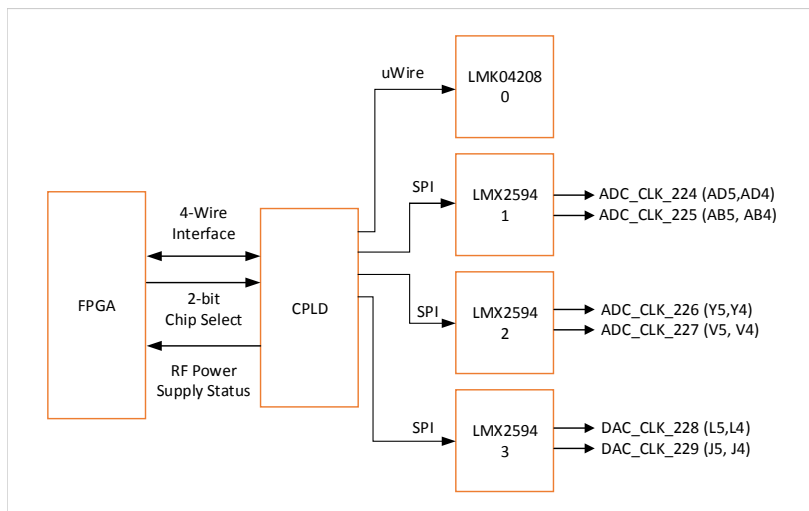 uWire
LMK04208
0
SPI
LMX2594
1
ADC_CLK_224 (AD5,AD4)
ADC_CLK_225 (AB5, AB4)
4-Wire
Interface
FPGA
2-bit
Chip Select
CPLD
RF Power
Supply Status
SPI
LMX2594
2
ADC_CLK_226 (Y5,Y4)
ADC_CLK_227 (V5, V4)
SPI
LMX2594
3
DAC_CLK_228 (L5,L4)
DAC_CLK_229 (J5, J4)